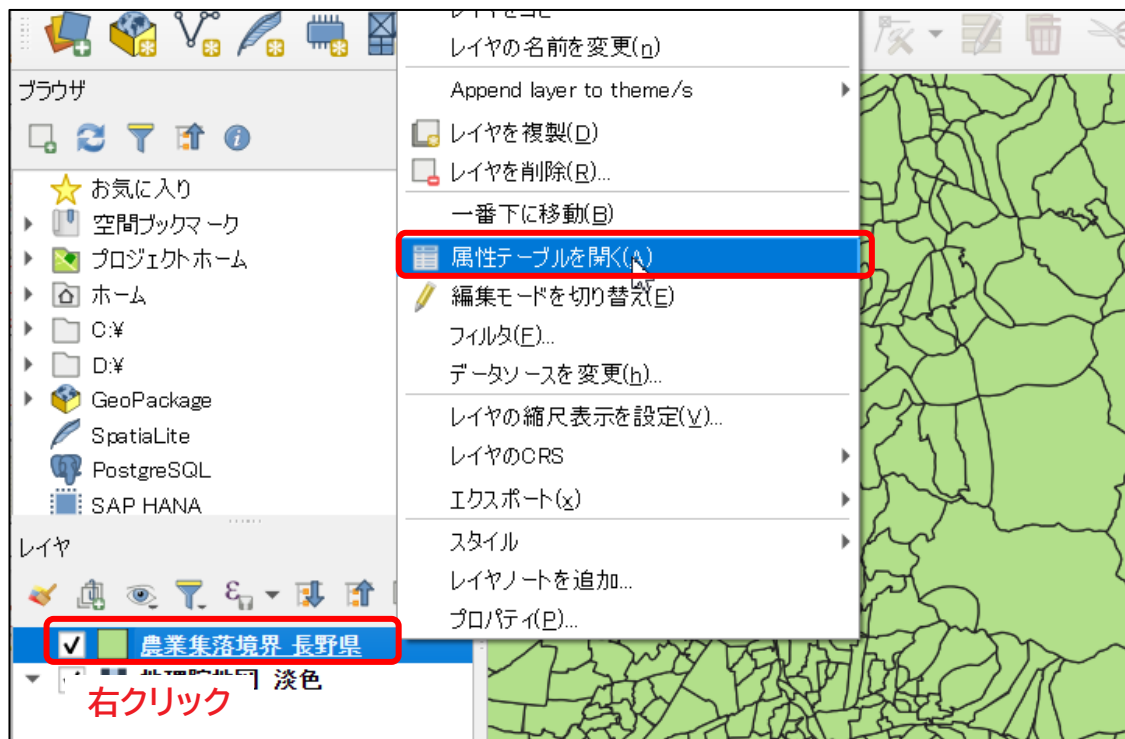 レイヤの名前を変更(n)
Append layer to theme/s
レイヤを複製(D)
レイヤを削除(R)...
一番下に移動(B)
属性テーブルを開く(A)
編集モードを切り替え(E)
フィルタ(F)...
データソースを変更(h)...
レイヤの縮尺表示を設定(V)...
レイヤのCRS
エクスポート(x)
スタイル
レイヤノートを追加...
プロパティ(P)...
ブラウザ
お気に入り
空間ブックマーク
プロジェクトホーム
ホーム
C:¥
D:¥
GeoPackage
SpatiaLite
PostgreSQL
SAP HANA
レイヤ
農業集落境界 長野県
淡色
右クリック